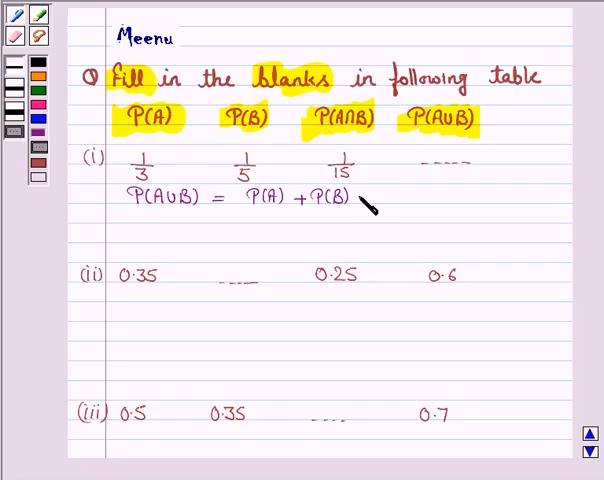 Meenu
Q Fill in the blanks in following table
P(A) P(B) P(A∩B) P(A∪B)
(i) 1/3 1/5 1/15 -----
P(A∪B) = P(A) + P(B)
(ii) 0.35 ----- 0.25 0.6
(iii) 0.5 0.35 ---- 0.7